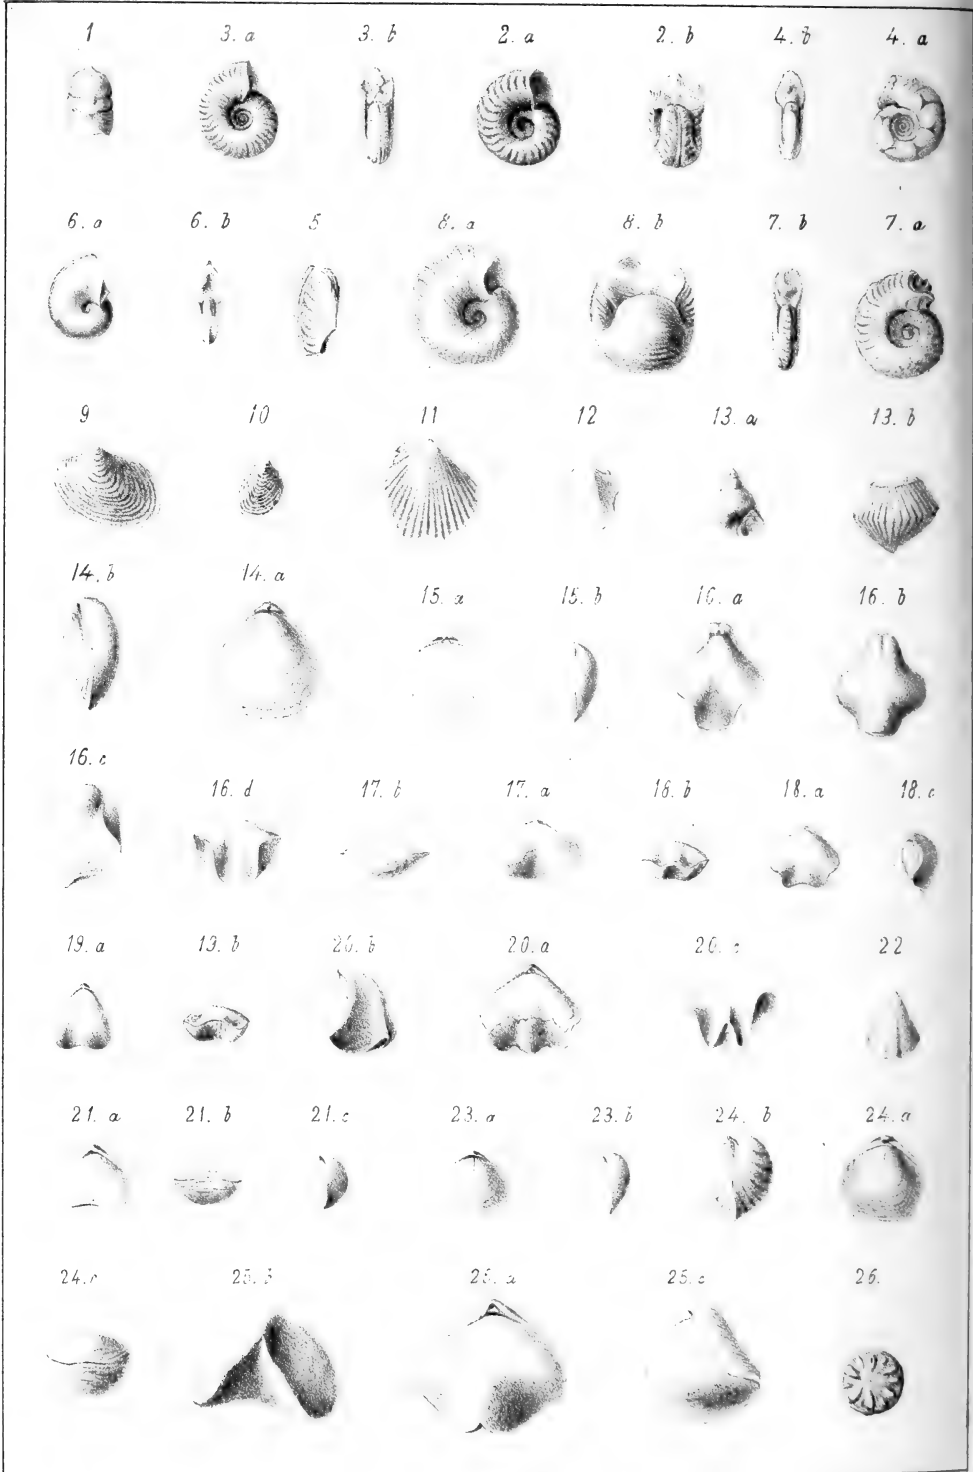 1 3. a 3. b 2. a 2. b 4. b 4. a
6. a 6. b 5 8. a 8. b 7. b 7. a
9 10 11 12 13. a 13. b
14. b 14. a 15. a 15. b 16. a 16. b
16. c 16. d 17. b 17. a 18. b 18. a 18. c
19. a 19. b 20. b 20. a 20. c 22
21. a 21. b 21. c 23. a 23. b 24. b 24. a
24. c 25. b 25. a 25. c 26.